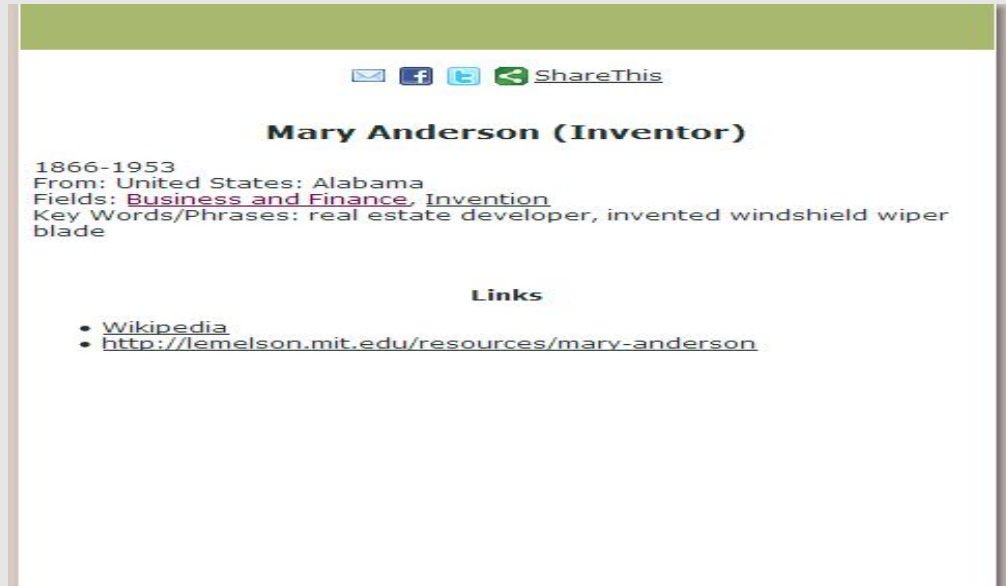 ShareThis
Mary Anderson (Inventor)
1866-1953
From: United States: Alabama
Fields: Business and Finance, Invention
Key Words/Phrases: real estate developer, invented windshield wiper
blade
Links
• Wikipedia
• http://lemelson.mit.edu/resources/mary-anderson